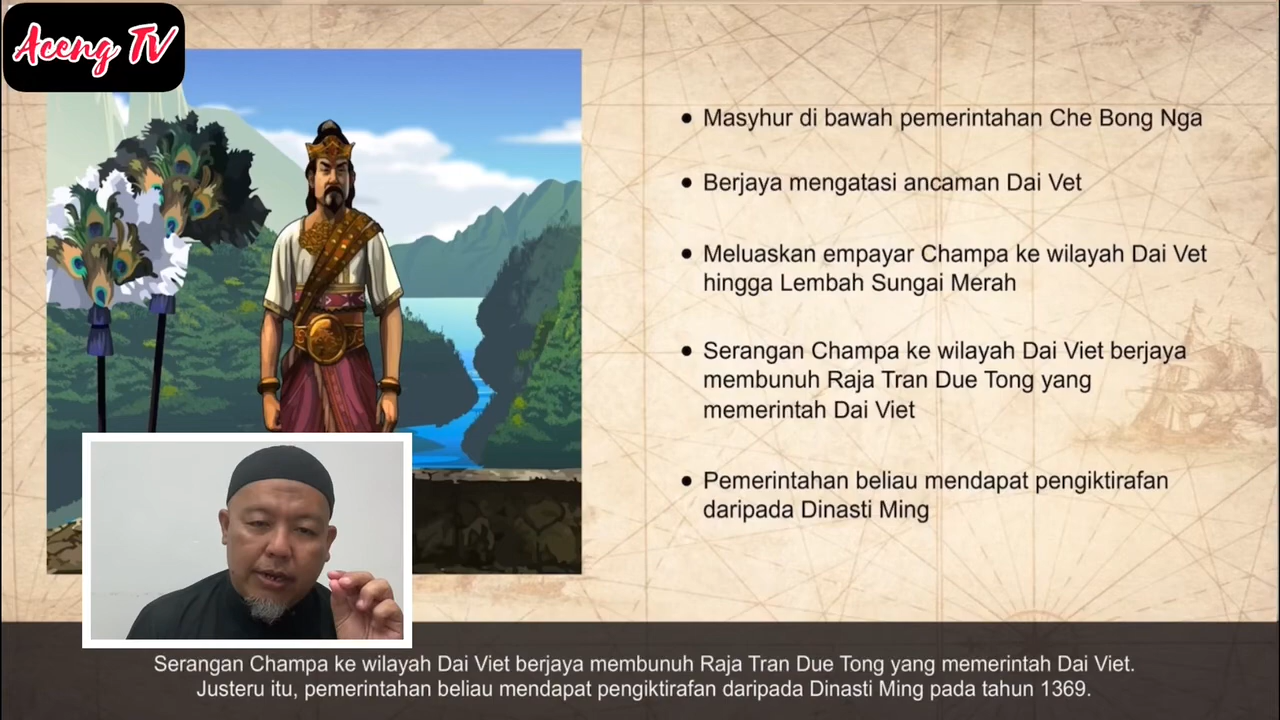 Aceng TV
• Masyhur di bawah pemerintahan Che Bong Nga
• Berjaya mengatasi ancaman Dai Vet
• Meluaskan empayar Champa ke wilayah Dai Vet
hingga Lembah Sungai Merah
• Serangan Champa ke wilayah Dai Viet berjaya
membunuh Raja Tran Due Tong yang
memerintah Dai Viet
• Pemerintahan beliau mendapat pengiktirafan
daripada Dinasti Ming
Serangan Champa ke wilayah Dai Viet berjaya membunuh Raja Tran Due Tong yang memerintah Dai Viet.
Justeru itu, pemerintahan beliau mendapat pengiktirafan daripada Dinasti Ming pada tahun 1369.